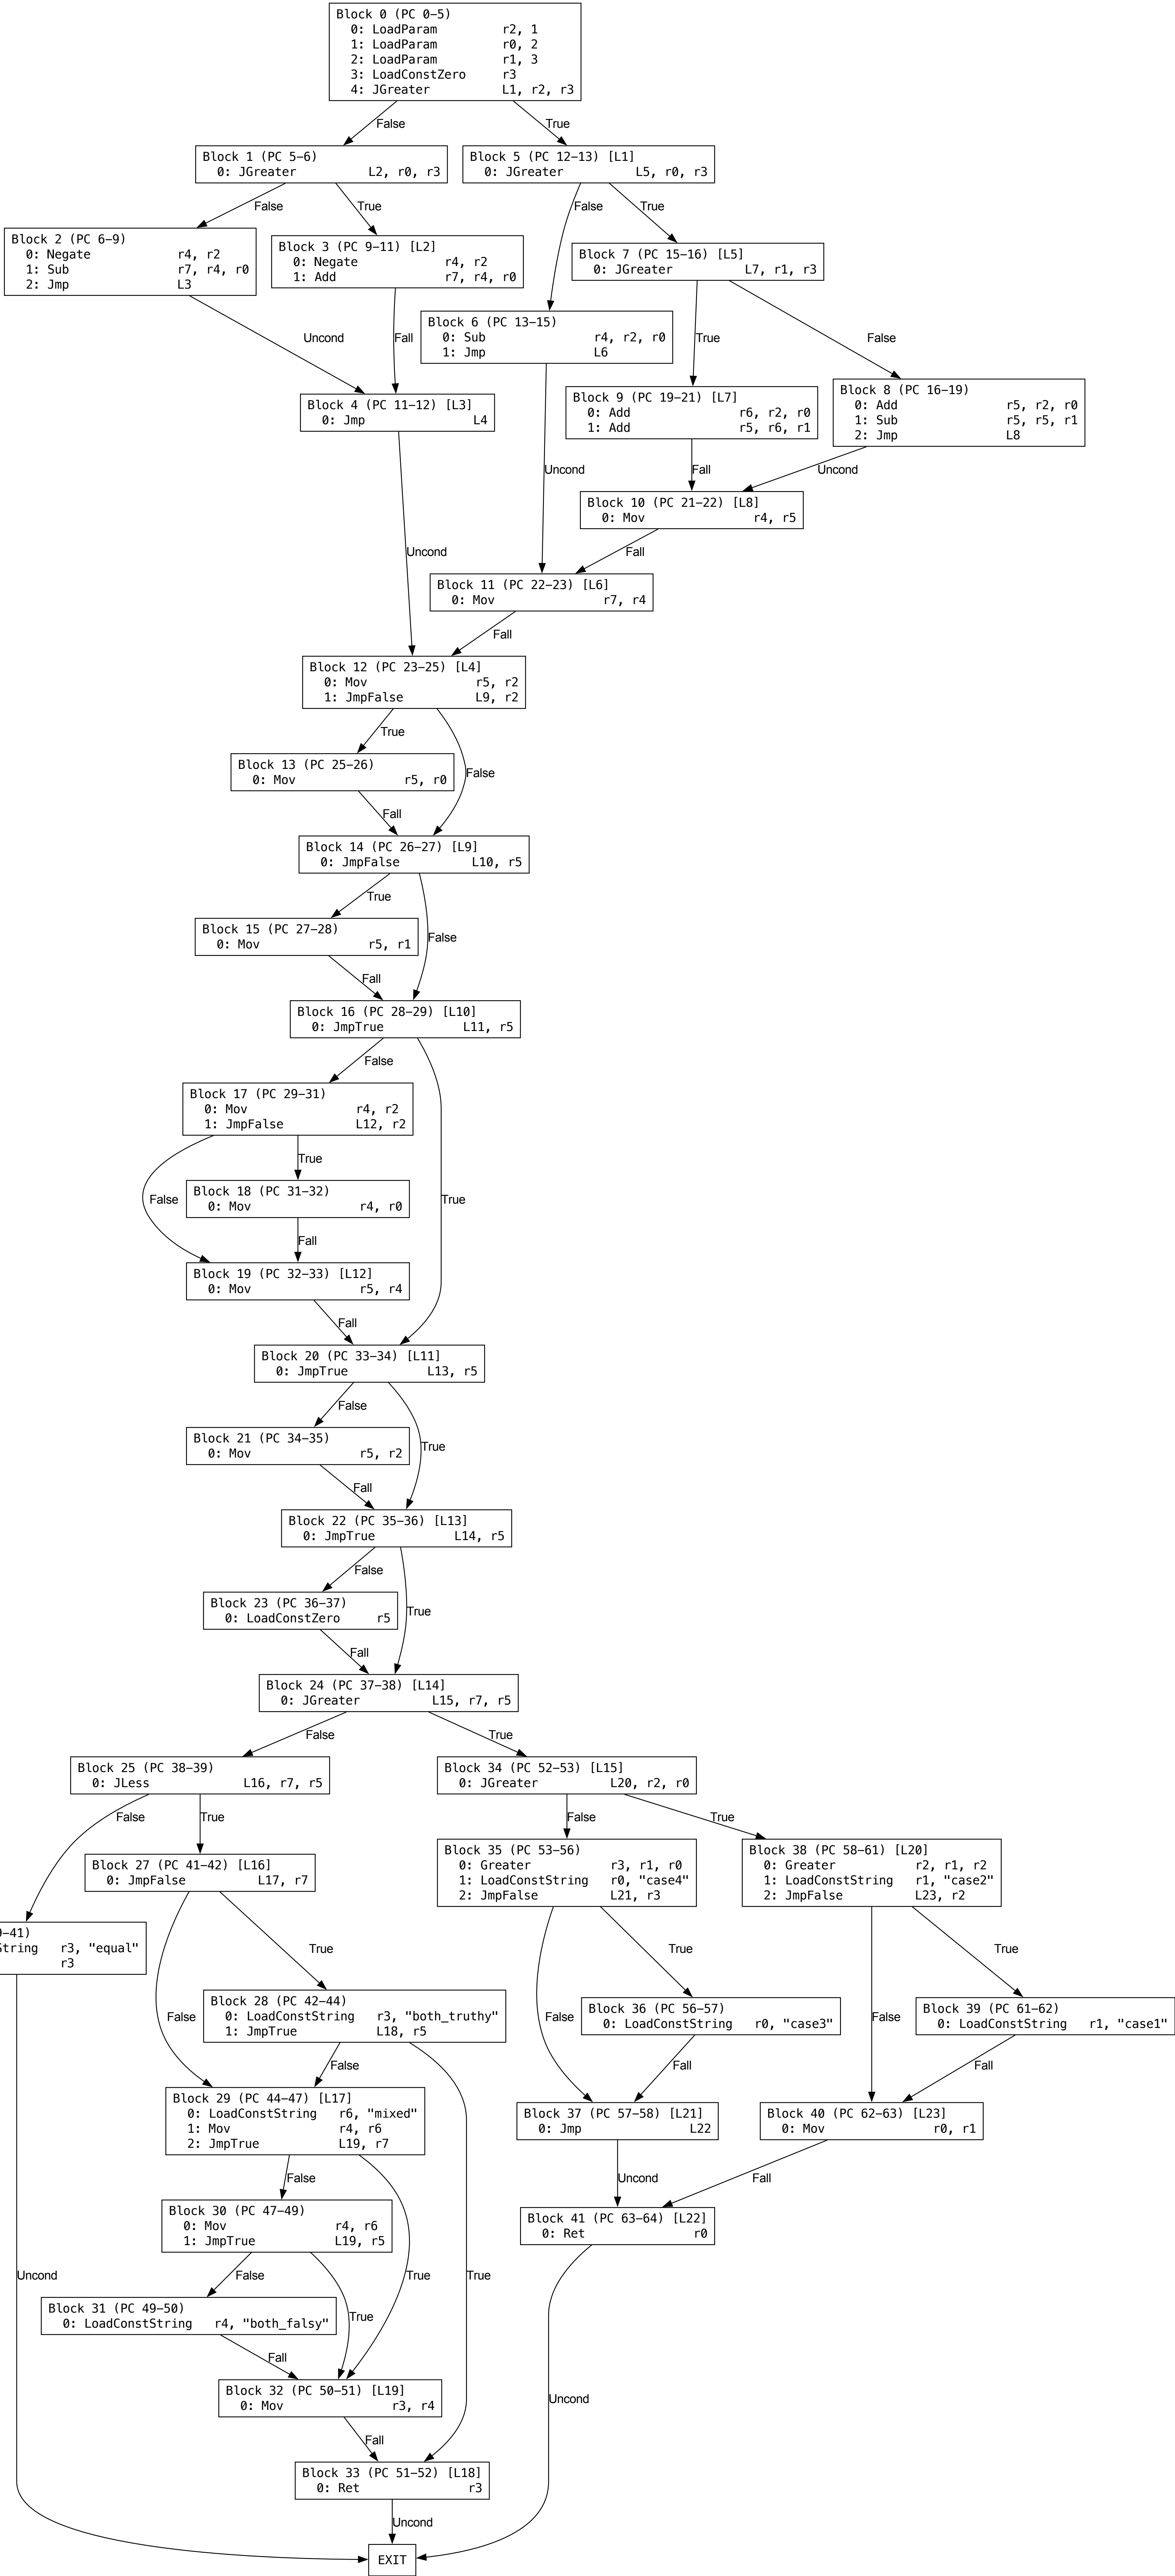 Block 0 (PC 0-5)
0: LoadParam r2, 1
1: LoadParam r0, 2
2: LoadParam r1, 3
3: LoadConstZero r3
4: JGreater L1, r2, r3
False
True
Block 1 (PC 5-6)
0: JGreater L2, r0, r3
Block 5 (PC 12-13) [L1]
0: JGreater L5, r0, r3
False
True
False
True
Block 2 (PC 6-9)
0: Negate r4, r2
1: Sub r7, r4, r0
2: Jmp L3
Block 3 (PC 9-11) [L2]
0: Negate r4, r2
1: Add r7, r4, r0
Block 7 (PC 15-16) [L5]
0: JGreater L7, r1, r3
Block 6 (PC 13-15)
0: Sub r4, r2, r0
1: Jmp L6
Uncond
Fall
True
False
Block 4 (PC 11-12) [L3]
0: Jmp L4
Block 9 (PC 19-21) [L7]
0: Add r6, r2, r0
1: Add r5, r6, r1
Block 8 (PC 16-19)
0: Add r5, r2, r0
1: Sub r5, r5, r1
2: Jmp L8
Uncond
Fall
Uncond
Block 10 (PC 21-22) [L8]
0: Mov r4, r5
Uncond
Fall
Block 11 (PC 22-23) [L6]
0: Mov r7, r4
Fall
Block 12 (PC 23-25) [L4]
0: Mov r5, r2
1: JmpFalse L9, r2
True
False
Block 13 (PC 25-26)
0: Mov r5, r0
Fall
Block 14 (PC 26-27) [L9]
0: JmpFalse L10, r5
True
False
Block 15 (PC 27-28)
0: Mov r5, r1
Fall
Block 16 (PC 28-29) [L10]
0: JmpTrue L11, r5
False
Block 17 (PC 29-31)
0: Mov r4, r2
1: JmpFalse L12, r2
True
False
True
Block 18 (PC 31-32)
0: Mov r4, r0
Fall
Block 19 (PC 32-33) [L12]
0: Mov r5, r4
Fall
Block 20 (PC 33-34) [L11]
0: JmpTrue L13, r5
False
True
Block 21 (PC 34-35)
0: Mov r5, r2
Fall
Block 22 (PC 35-36) [L13]
0: JmpTrue L14, r5
False
True
Block 23 (PC 36-37)
0: LoadConstZero r5
Fall
Block 24 (PC 37-38) [L14]
0: JGreater L15, r7, r5
False
True
Block 25 (PC 38-39)
0: JLess L16, r7, r5
Block 34 (PC 52-53) [L15]
0: JGreater L20, r2, r0
False
True
False
True
Block 27 (PC 41-42) [L16]
0: JmpFalse L17, r7
Block 35 (PC 53-56)
0: Greater r3, r1, r0
1: LoadConstString r0, "case4"
2: JmpFalse L21, r3
Block 38 (PC 58-61) [L20]
0: Greater r2, r1, r2
1: LoadConstString r1, "case2"
2: JmpFalse L23, r2
-41)
String r3, "equal"
r3
True
True
True
Block 28 (PC 42-44)
0: LoadConstString r3, "both_truthy"
1: JmpTrue L18, r5
Block 36 (PC 56-57)
0: LoadConstString r0, "case3"
Block 39 (PC 61-62)
0: LoadConstString r1, "case1"
False
False
False
False
Fall
Fall
Block 29 (PC 44-47) [L17]
0: LoadConstString r6, "mixed"
1: Mov r4, r6
2: JmpTrue L19, r7
Block 37 (PC 57-58) [L21]
0: Jmp L22
Block 40 (PC 62-63) [L23]
0: Mov r0, r1
False
Uncond
Fall
Block 30 (PC 47-49)
0: Mov r4, r6
1: JmpTrue L19, r5
Block 41 (PC 63-64) [L22]
0: Ret r0
Uncond
False
True
True
Block 31 (PC 49-50)
0: LoadConstString r4, "both_falsy"
True
Fall
Block 32 (PC 50-51) [L19]
0: Mov r3, r4
Uncond
Fall
Block 33 (PC 51-52) [L18]
0: Ret r3
Uncond
EXIT